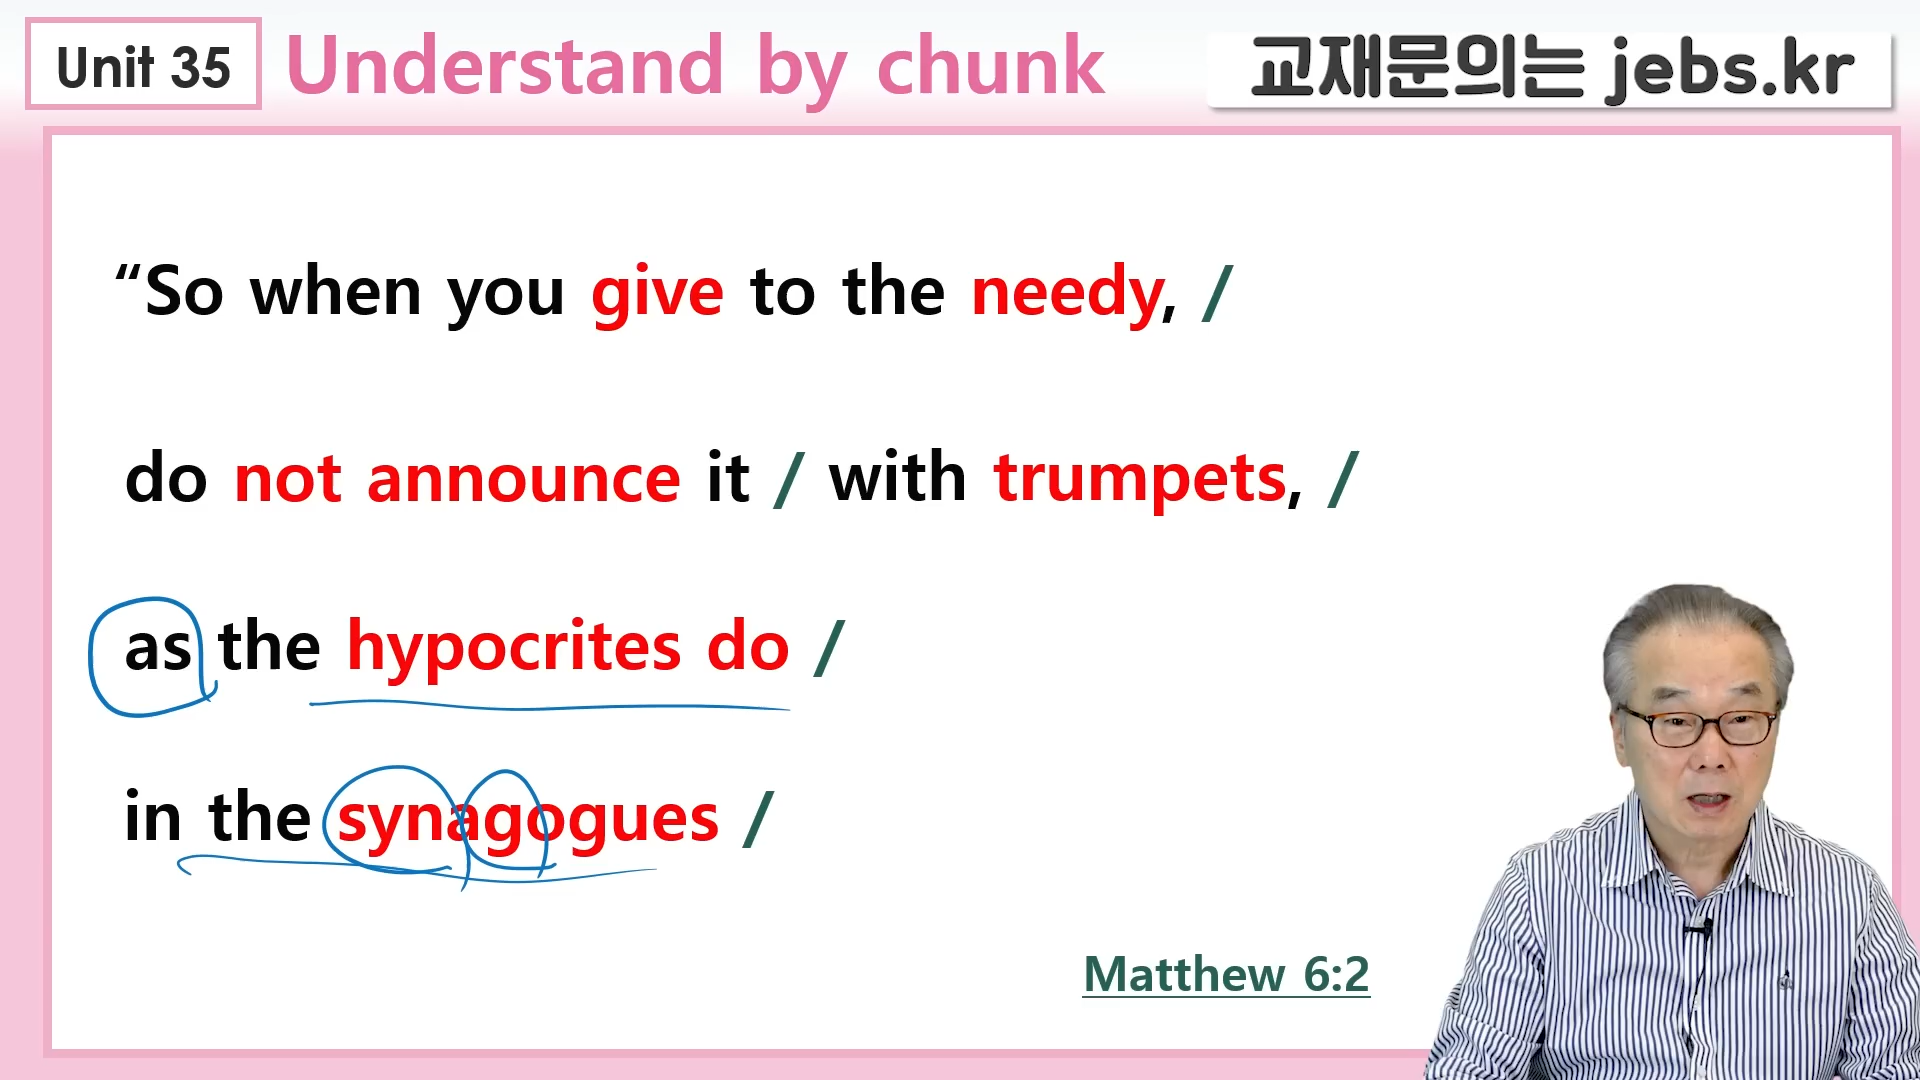 Unit 35
Understand by chunk
교재문의는 jebs.kr
“So when you give to the needy, /
do not announce it / with trumpets, /
as the hypocrites do /
in the synagogues /
Matthew 6:2